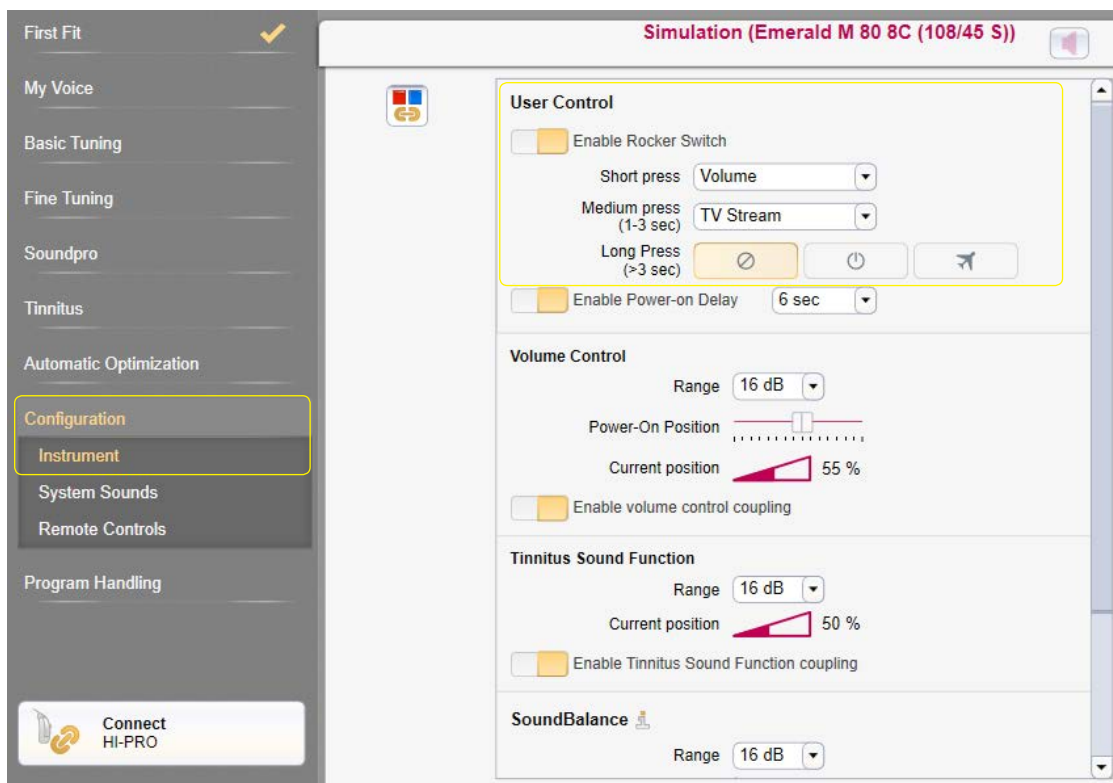 First Fit
My Voice
Basic Tuning
Fine Tuning
Soundpro
Tinnitus
Automatic Optimization
Configuration
Instrument
System Sounds
Remote Controls
Program Handling
Connect
HI-PRO
Simulation (Emerald M 80 8C (108/45 S))
User Control
Enable Rocker Switch
Short press Volume
Medium press
(1-3 sec) TV Stream
Long Press
(>3 sec)
Enable Power-on Delay 6 sec
Volume Control
Range 16 dB
Power-On Position
Current position 55 %
Enable volume control coupling
Tinnitus Sound Function
Range 16 dB
Current position 50 %
Enable Tinnitus Sound Function coupling
SoundBalance
Range 16 dB